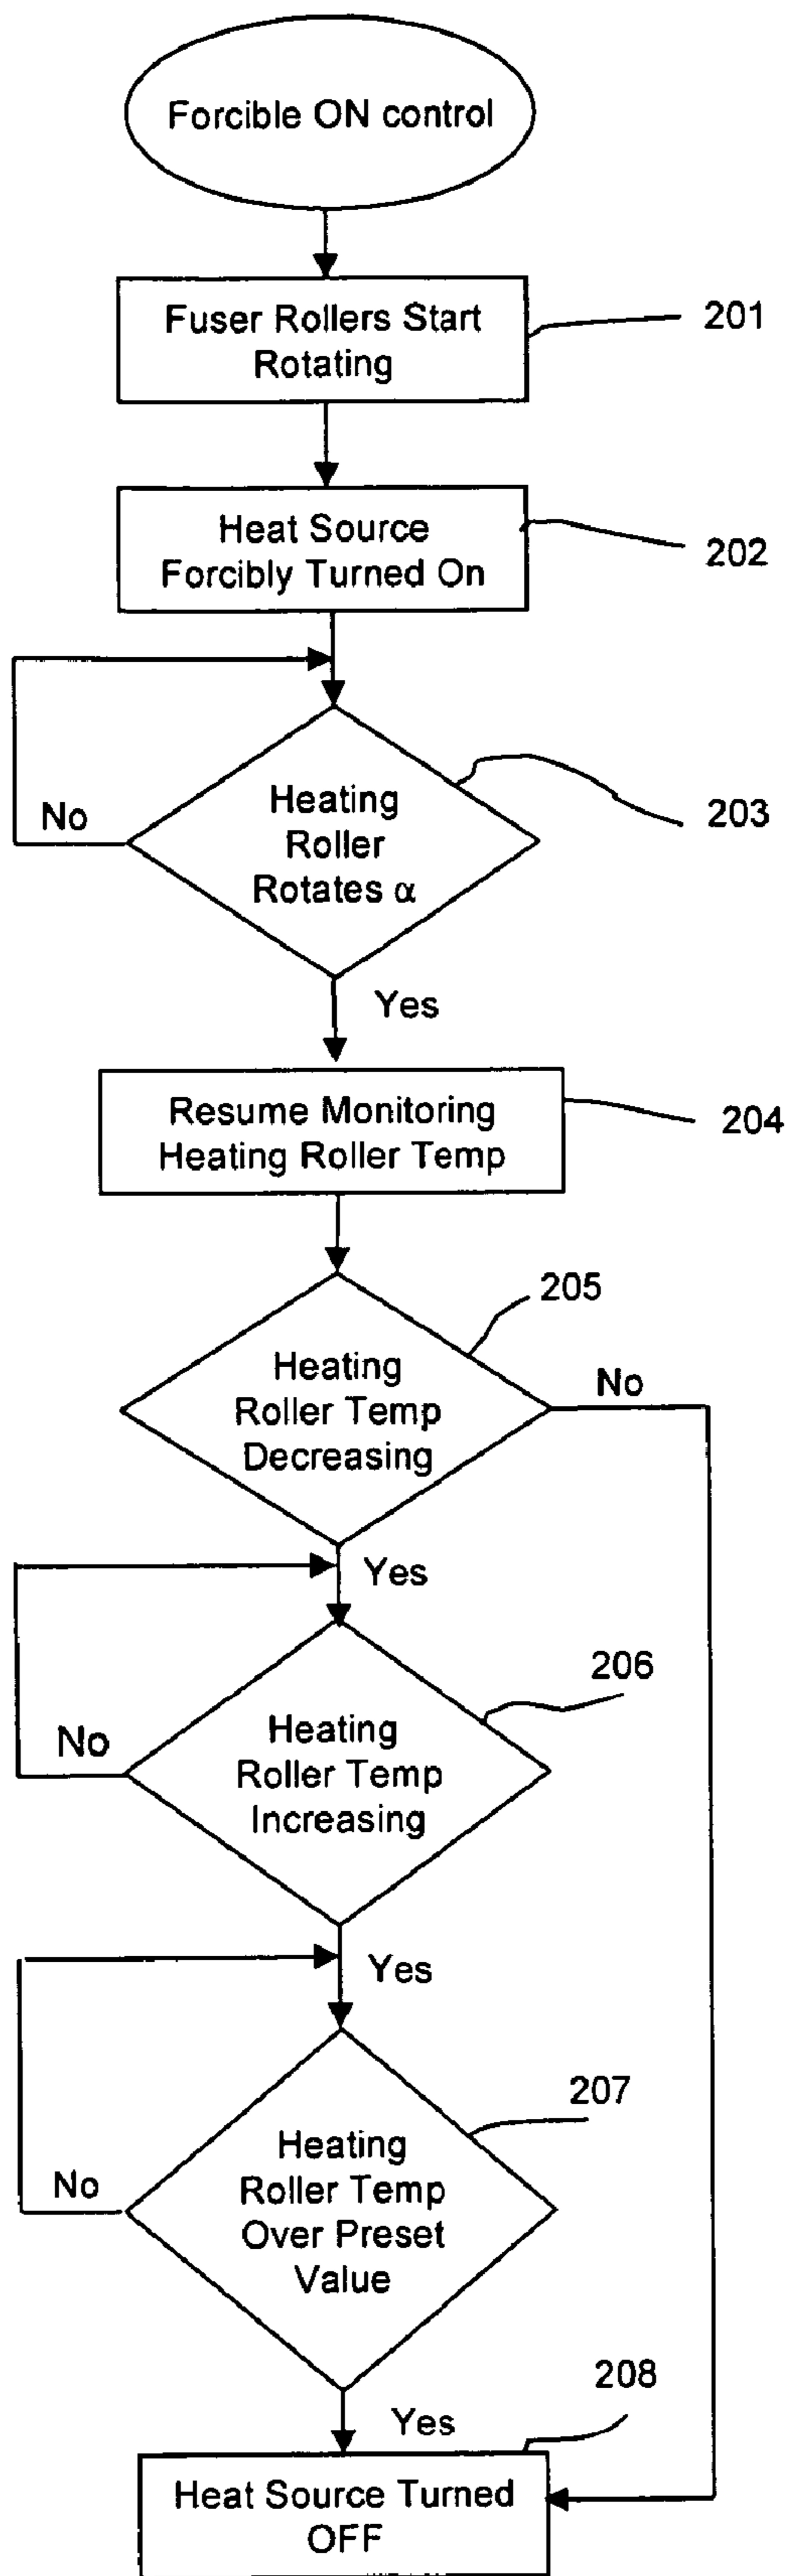 Forcible ON control
Fuser Rollers Start
Rotating
201
Heat Source
Forcibly Turned On
202
Heating
Roller
Rotates α
203
No
Yes
Resume Monitoring
Heating Roller Temp
204
205
Heating
Roller Temp
Decreasing
No
Yes
206
Heating
Roller Temp
Increasing
No
Yes
207
Heating
Roller Temp
Over Preset
Value
No
208
Yes
Heat Source Turned
OFF